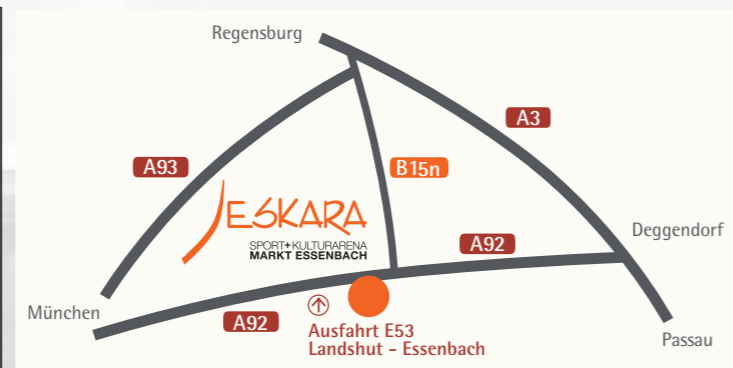 Regensburg
A3
A93
B15n
ESKARA
SPORT+KULTURARENA
MARKT ESSENBACH
A92
Deggendorf
München
A92
Ausfahrt E53
Landshut - Essenbach
Passau